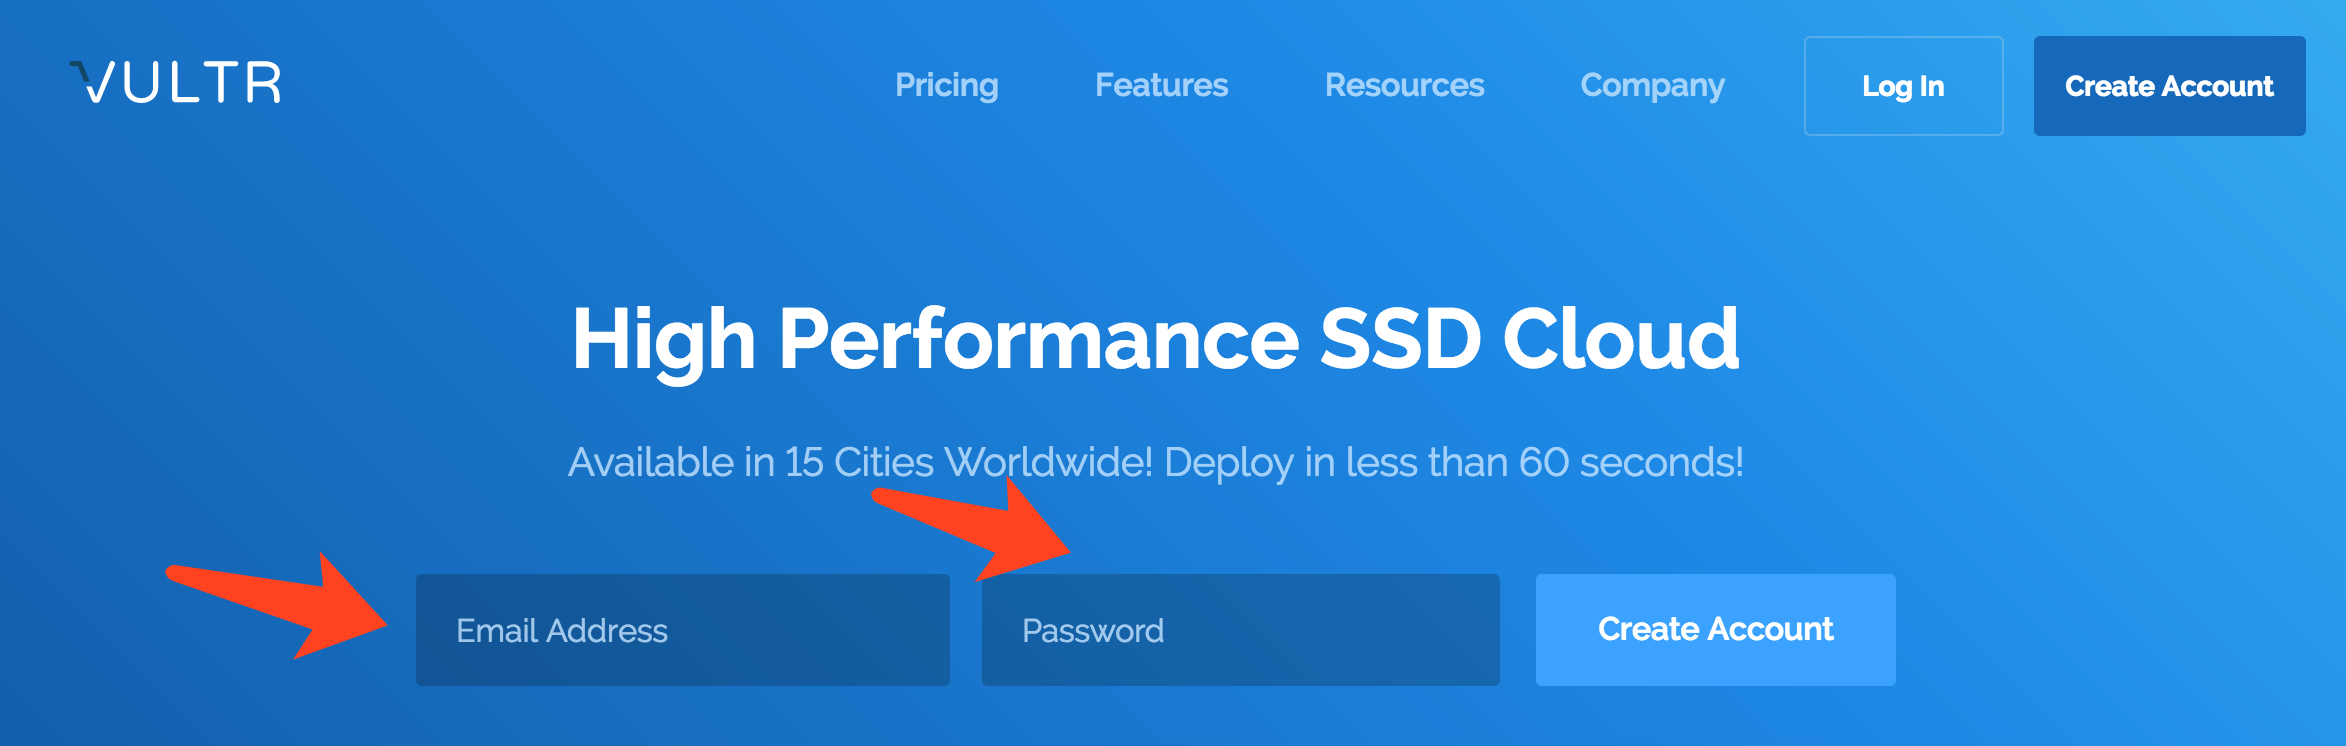 VULTR
Pricing Features Resources Company Log In Create Account
High Performance SSD Cloud
Available in 15 Cities Worldwide! Deploy in less than 60 seconds!
Email Address Password Create Account